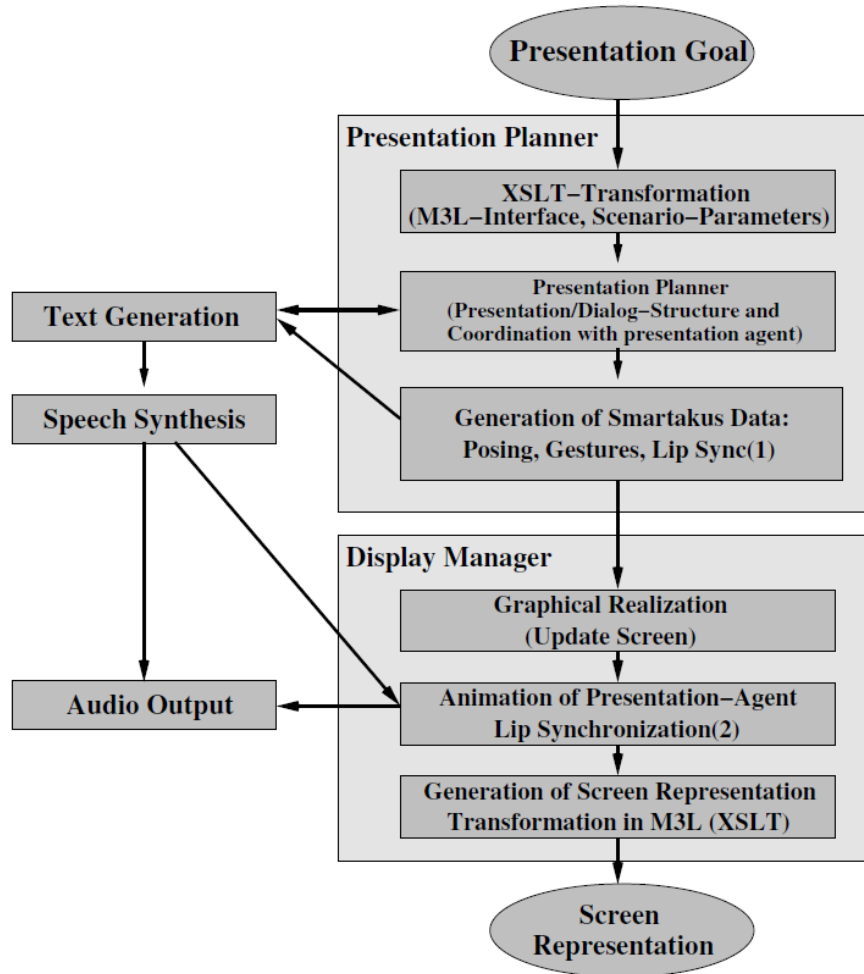 Presentation Goal
Presentation Planner
XSLT−Transformation
(M3L−Interface, Scenario−Parameters)
Presentation Planner
(Presentation/Dialog−Structure and
Coordination with presentation agent)
Text Generation
Speech Synthesis
Generation of Smartakus Data:
Posing, Gestures, Lip Sync(1)
Display Manager
Graphical Realization
(Update Screen)
Audio Output
Animation of Presentation−Agent
Lip Synchronization(2)
Generation of Screen Representation
Transformation in M3L (XSLT)
Screen
Representation